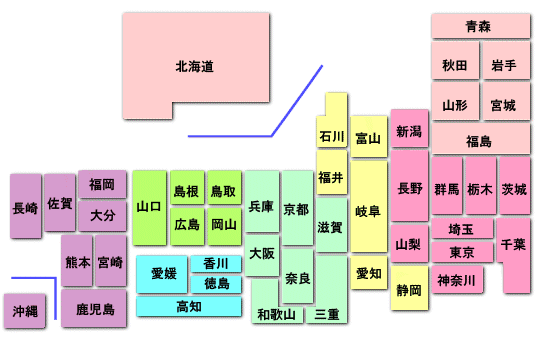 青森
北海道
秋田
岩手
山形
宮城
石川
富山
新潟
福島
福井
長崎
佐賀
福岡
大分
山口
島根
鳥取
広島
岡山
兵庫
京都
滋賀
岐阜
長野
群馬
栃木
茨城
埼玉
東京
千葉
山梨
神奈川
熊本
宮崎
愛媛
香川
徳島
高知
大阪
奈良
和歌山
三重
愛知
静岡
沖縄
鹿児島